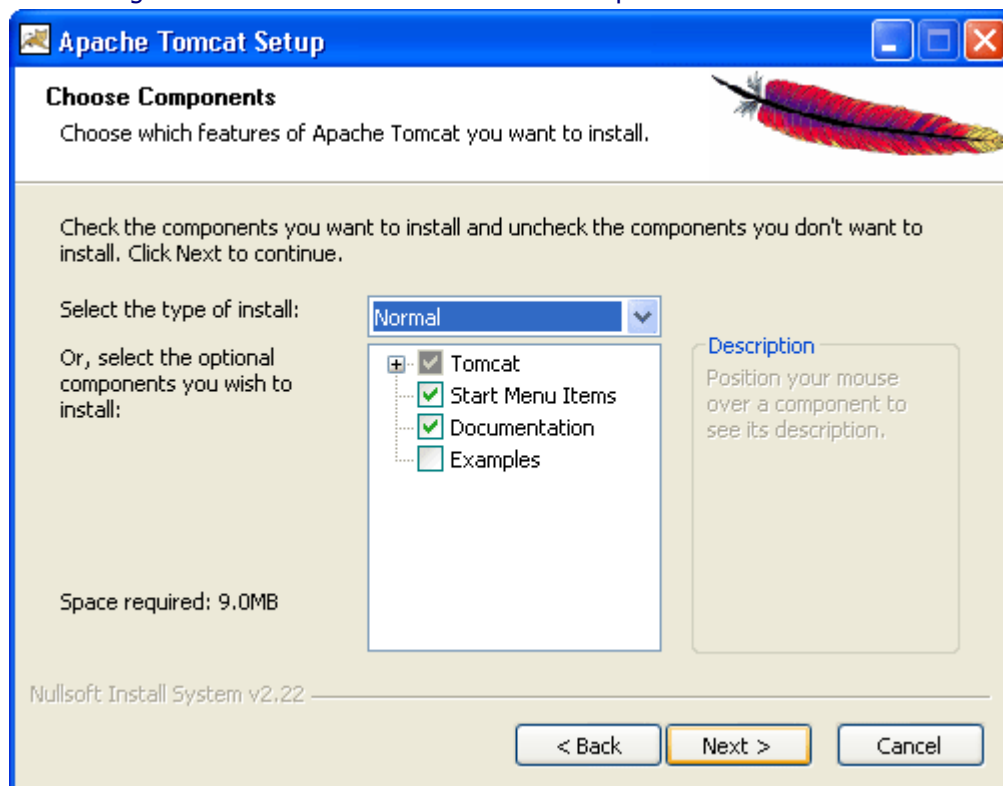 Apache Tomcat Setup
Choose Components
Choose which features of Apache Tomcat you want to install.
Check the components you want to install and uncheck the components you don't want to
install. Click Next to continue.
Select the type of install:
Normal
Or, select the optional
components you wish to
install:
Tomcat
Start Menu Items
Documentation
Examples
Description
Position your mouse
over a component to
see its description.
Space required: 9.0MB
Nullsoft Install System v2.22
< Back
Next >
Cancel